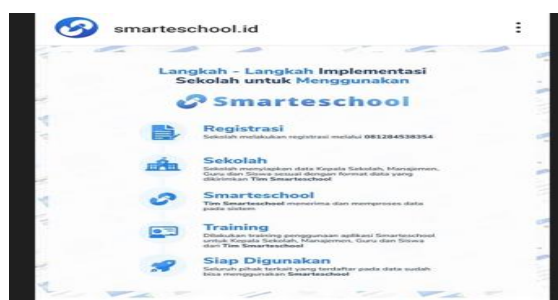 smarteschool.id
Langkah - Langkah Implementasi
Sekolah untuk Menggunakan
Smarteschool
Registrasi
Sekolah melakukan registrasi melalui 081284538354
Sekolah
Sekolah menyiapkan data Kepala Sekolah, Manajemen,
Guru dan Siswa sesuai dengan format data yang
dikirimkan Tim Smarteschool
Smarteschool
Tim Smarteschool menerima dan memproses data
pada sistem
Training
Dilakukan training penggunaan aplikasi Smarteschool
untuk Kepala Sekolah, Manajemen, Guru dan Siswa
dari Tim Smarteschool
Siap Digunakan
Seluruh pihak terkait yang terdaftar pada data sudah
bisa menggunakan Smarteschool